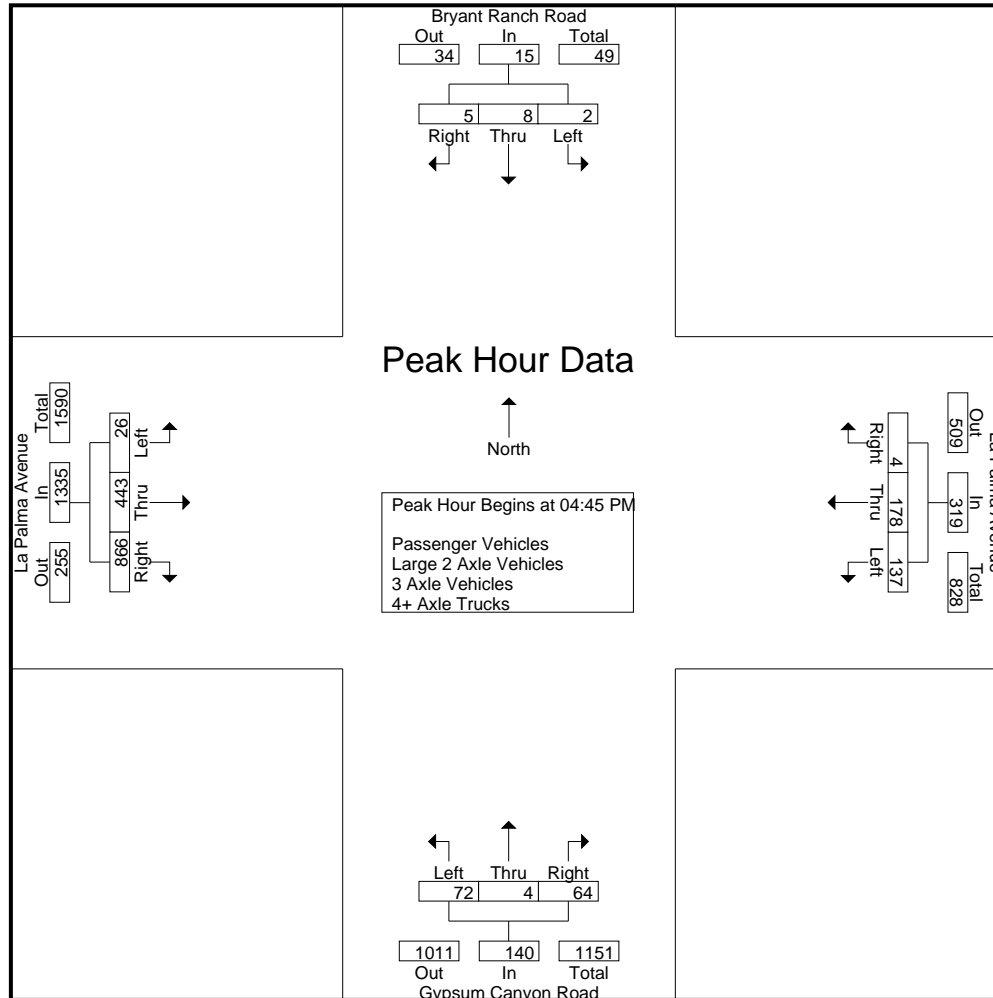 Bryant Ranch Road
Out In Total
34 15 49
5 8 2
Right Thru Left
Peak Hour Data
North
Peak Hour Begins at 04:45 PM
Passenger Vehicles
Large 2 Axle Vehicles
3 Axle Vehicles
4+ Axle Trucks
La Palma Avenue
Out In Total
255 1335 1590
866 443 26
Right Thru Left
La Palma Avenue
Out In Total
509 319 828
4 178 137
Right Thru Left
Left Thru Right
72 4 64
1011 140 1151
Out In Total
Gypsum Canyon Road